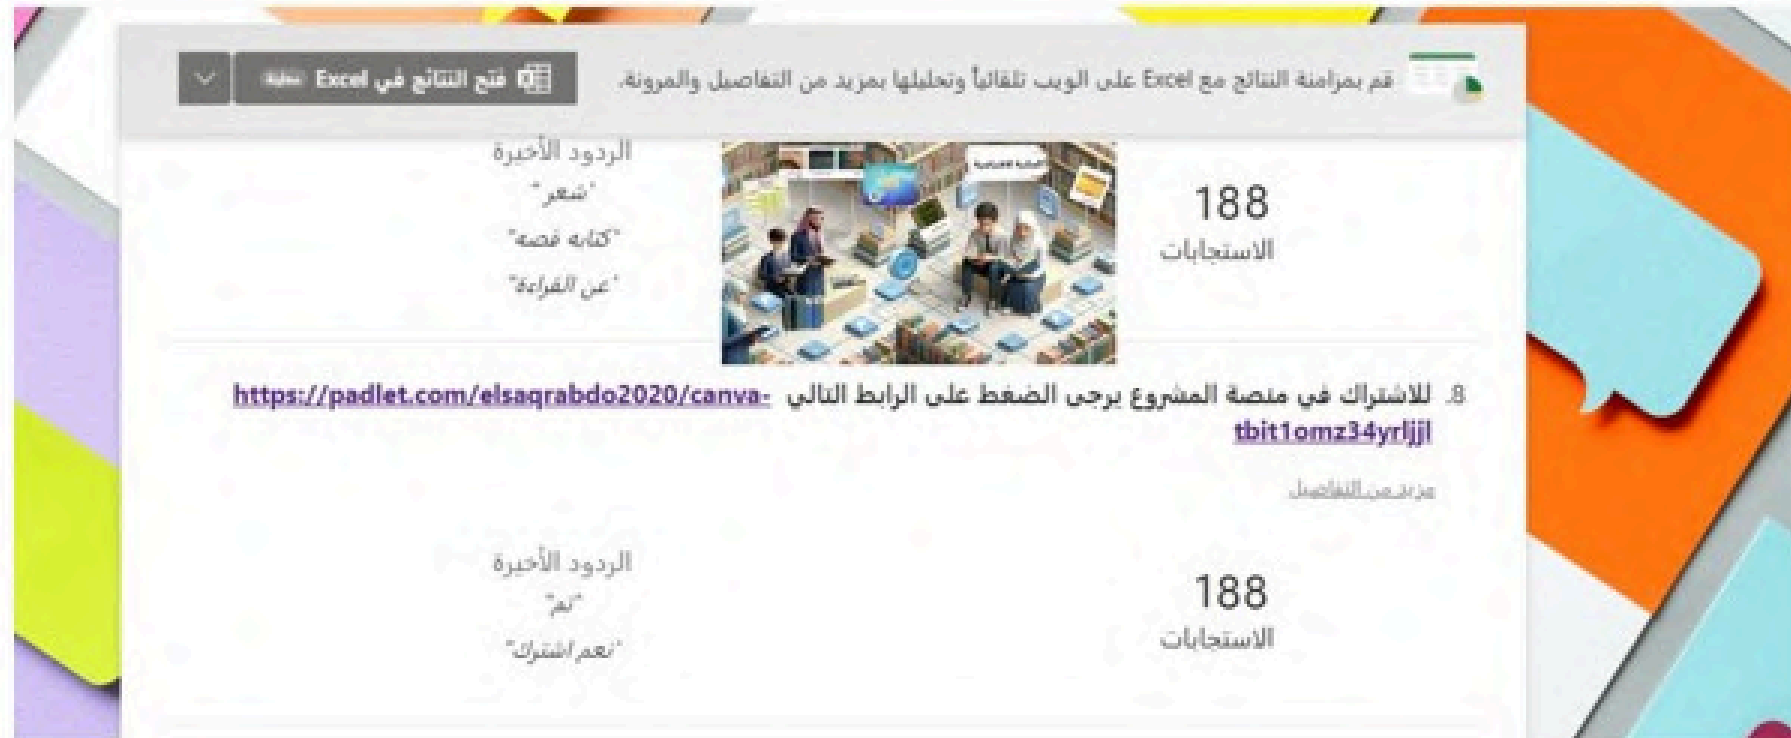 قم بمزامنة النتائج مع Excel على الويب تلقائياً وتحليلها بمزيد من التفاصيل والمرونة.
فتح النتائج في Excel
188
الاستجابات
الردود الأخيرة
"شعر"
"كتابه قصه"
"عن القراءة"
8. للاشتراك في منصة المشروع يرجى الضغط على الرابط التالي https://padlet.com/elsaqrabdo2020/canva-
tbit1omz34yrljjl
مزيد من التفاصيل
188
الاستجابات
الردود الأخيرة
"تم"
"نعم اشترك"